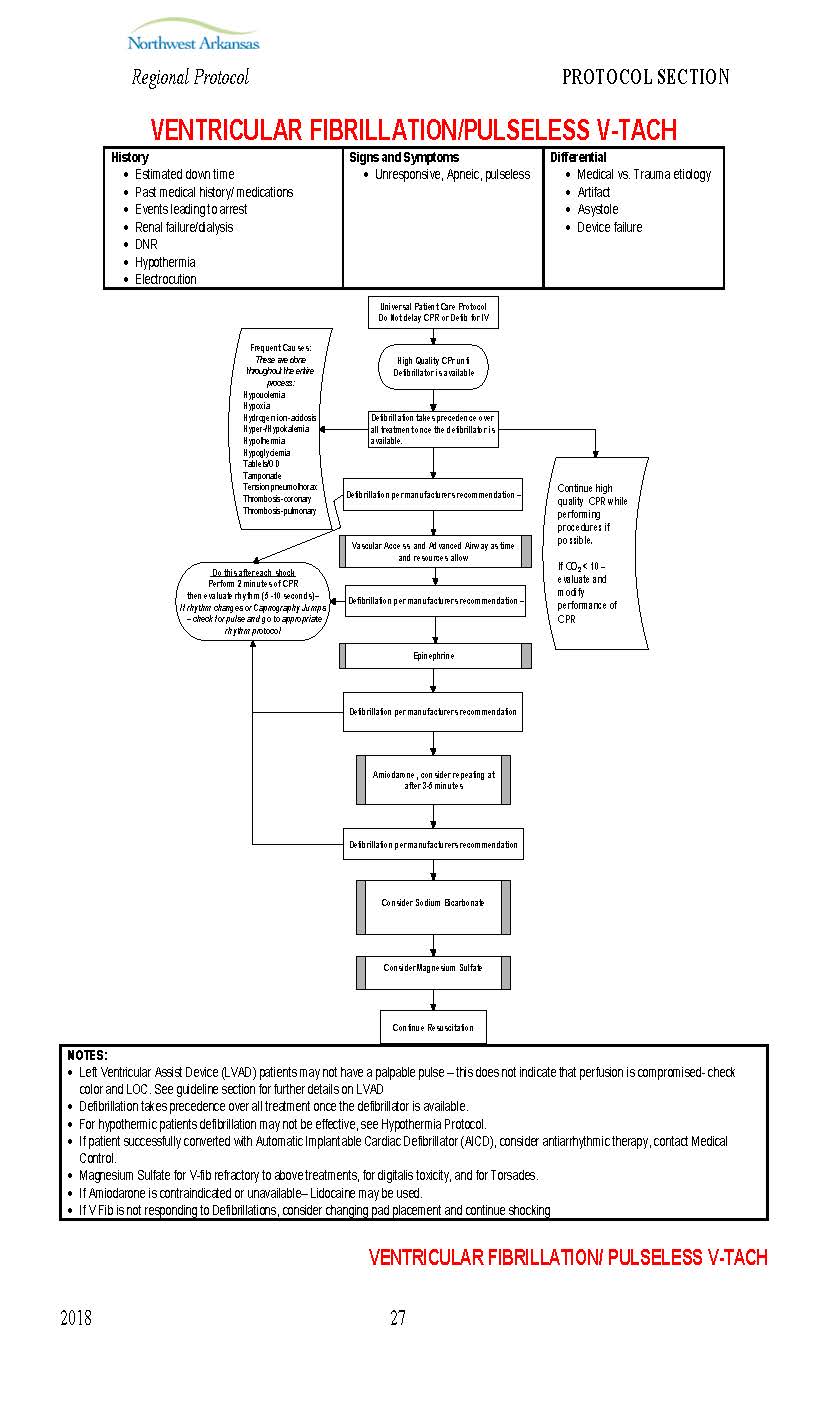 Northwest Arkansas
Regional Protocol
PROTOCOL SECTION
VENTRICULAR FIBRILLATION/PULSELESS V-TACH
History
• Estimated down time
• Past medical history/ medications
• Events leading to arrest
• Renal failure/dialysis
• DNR
• Hypothermia
• Electrocution
Signs and Symptoms
• Unresponsive, Apneic, pulseless
Differential
• Medical vs. Trauma etiology
• Artifact
• Asystole
• Device failure
Universal Patient Care Protocol
Do Not delay CPR or Defib for IV
High Quality CPr unti
Defibrillator is available
Defibrillation takes precedence over
all treatment once the defibrillator is
available.
Frequent Causes:
These are done
throughout the entire
process:
Hypovolemia
Hypoxia
Hydrogen ion-acidosis
Hyper-/Hypokalemia
Hypothermia
Hypoglycemia
Tablets/OD
Tamponade
Tension pneumothorax
Thrombosis-coronary
Thrombosis-pulmonary
Continue high
quality CPR while
performing
procedures if
possible.
If CO2 < 10 –
evaluate and
modify
performance of
CPR
Defibrillation per manufacturers recommendation –
Vascular Access and Advanced Airway as time
and resources allow
Do this after each shock
Perform 2 minutes of CPR
then evaluate rhythm (5 -10 seconds)–
If rhythm changes or Capnography Jumps
– check for pulse and go to appropriate
rhythm protocol
Defibrillation per manufacturers recommendation –
Epinephrine
Defibrillation per manufacturers recommendation
Amiodarone , consider repeating at
after 3-5 minutes
Defibrillation per manufacturers recommendation
Consider Sodium Bicarbonate
Consider Magnesium Sulfate
Continue Resuscitation
NOTES:
• Left Ventricular Assist Device (LVAD) patients may not have a palpable pulse – this does not indicate that perfusion is compromised- check
color and LOC. See guideline section for further details on LVAD
• Defibrillation takes precedence over all treatment once the defibrillator is available.
• For hypothermic patients defibrillation may not be effective, see Hypothermia Protocol.
• If patient successfully converted with Automatic Implantable Cardiac Defibrillator (AICD), consider antiarrhythmic therapy, contact Medical
Control.
• Magnesium Sulfate for V-fib refractory to above treatments, for digitalis toxicity, and for Torsades.
• If Amiodarone is contraindicated or unavailable– Lidocaine may be used.
• If V Fib is not responding to Defibrillations, consider changing pad placement and continue shocking
VENTRICULAR FIBRILLATION/ PULSELESS V-TACH
2018
27